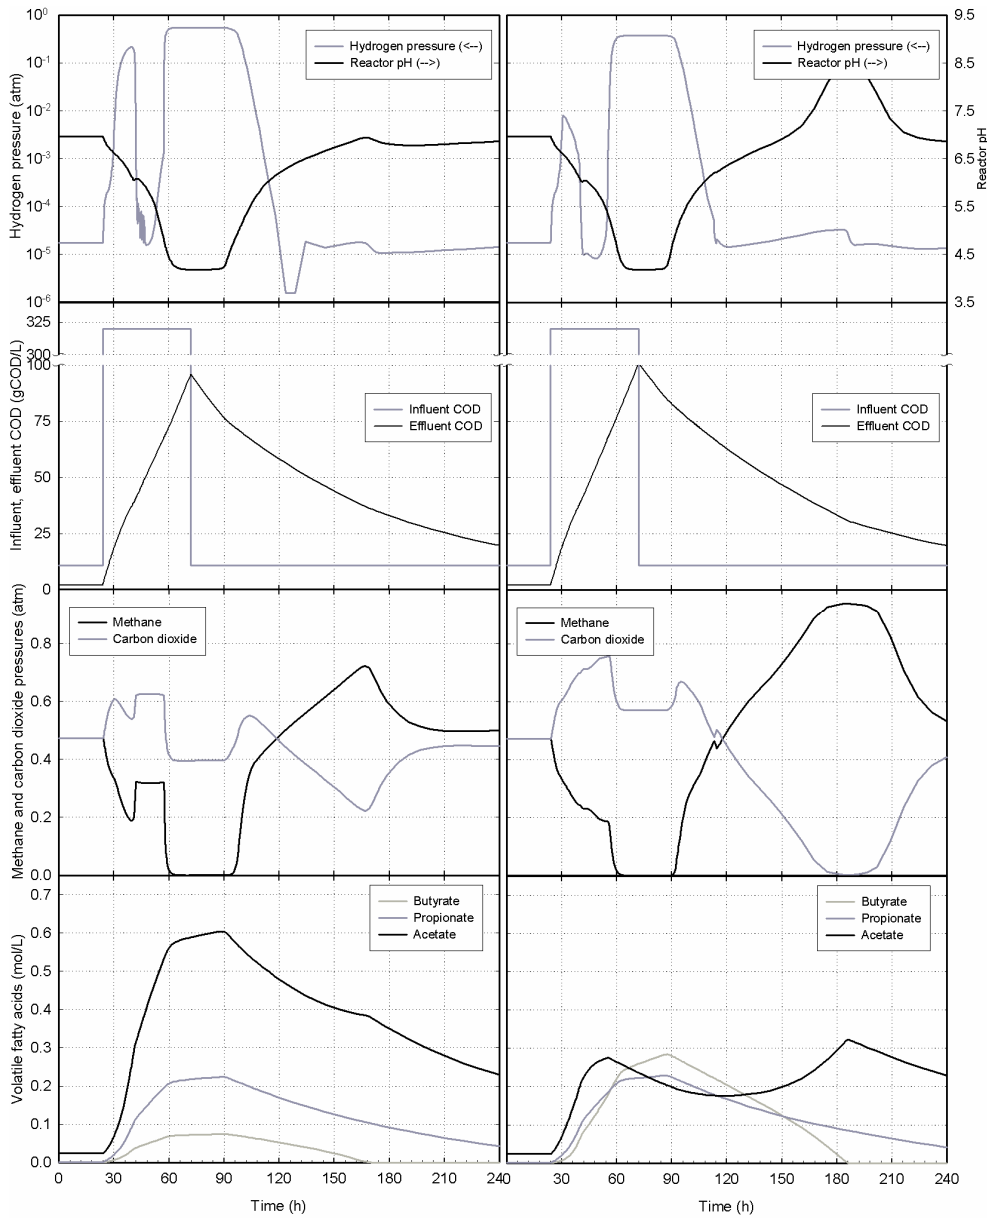 10⁰
10⁻¹
10⁻²
10⁻³
10⁻⁴
10⁻⁵
10⁻⁶
Hydrogen pressure (atm)
Hydrogen pressure (<--)
Reactor pH (-->)
Hydrogen pressure (<--)
Reactor pH (-->)
9.5
8.5
7.5
6.5
5.5
4.5
3.5
Reactor pH
325
300
100
75
50
25
0
Influent, effluent COD (gCOD/L)
Influent COD
Effluent COD
Influent COD
Effluent COD
0.8
0.6
0.4
0.2
0.0
Methane and carbon dioxide pressures (atm)
Methane
Carbon dioxide
Methane
Carbon dioxide
0.7
0.6
0.5
0.4
0.3
0.2
0.1
0.0
Volatile fatty acids (mol/L)
Butyrate
Propionate
Acetate
Butyrate
Propionate
Acetate
0 30 60 90 120 150 180 210 240
30 60 90 120 150 180 210 240
Time (h)
Time (h)